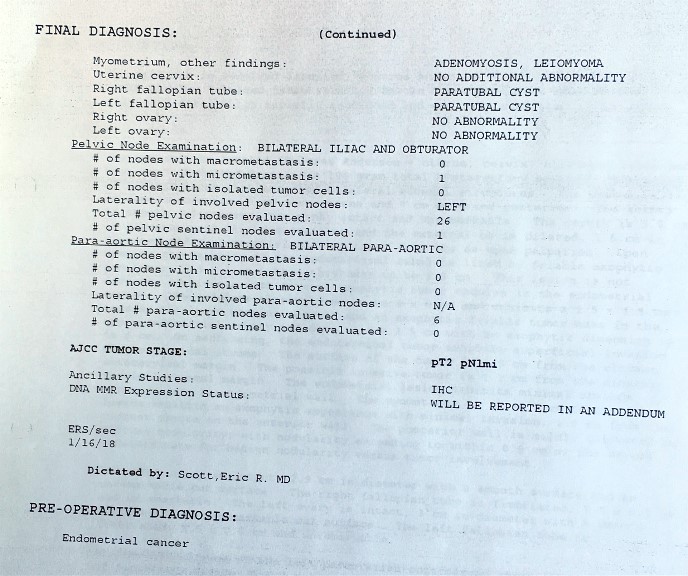 FINAL DIAGNOSIS: (Continued)
Myometrium, other findings: ADENOMYOSIS, LEIOMYOMA
Uterine cervix: NO ADDITIONAL ABNORMALITY
Right fallopian tube: PARATUBAL CYST
Left fallopian tube: PARATUBAL CYST
Right ovary: NO ABNORMALITY
Left ovary: NO ABNORMALITY
Pelvic Node Examination: BILATERAL ILIAC AND OBTURATOR
# of nodes with macrometastasis: 0
# of nodes with micrometastasis: 1
# of nodes with isolated tumor cells: 0
Laterality of involved pelvic nodes: LEFT
Total # pelvic nodes evaluated: 26
# of pelvic sentinel nodes evaluated: 1
Para-aortic Node Examination: BILATERAL PARA-AORTIC
# of nodes with macrometastasis: 0
# of nodes with micrometastasis: 0
# of nodes with isolated tumor cells: 0
Laterality of involved para-aortic nodes: N/A
Total # para-aortic nodes evaluated: 6
# of para-aortic sentinel nodes evaluated: 0
AJCC TUMOR STAGE: pT2 pN1mi
Ancillary Studies: IHC
DNA MMR Expression Status: WILL BE REPORTED IN AN ADDENDUM
ERS/sec
1/16/18
Dictated by: Scott,Eric R. MD
PRE-OPERATIVE DIAGNOSIS:
Endometrial cancer